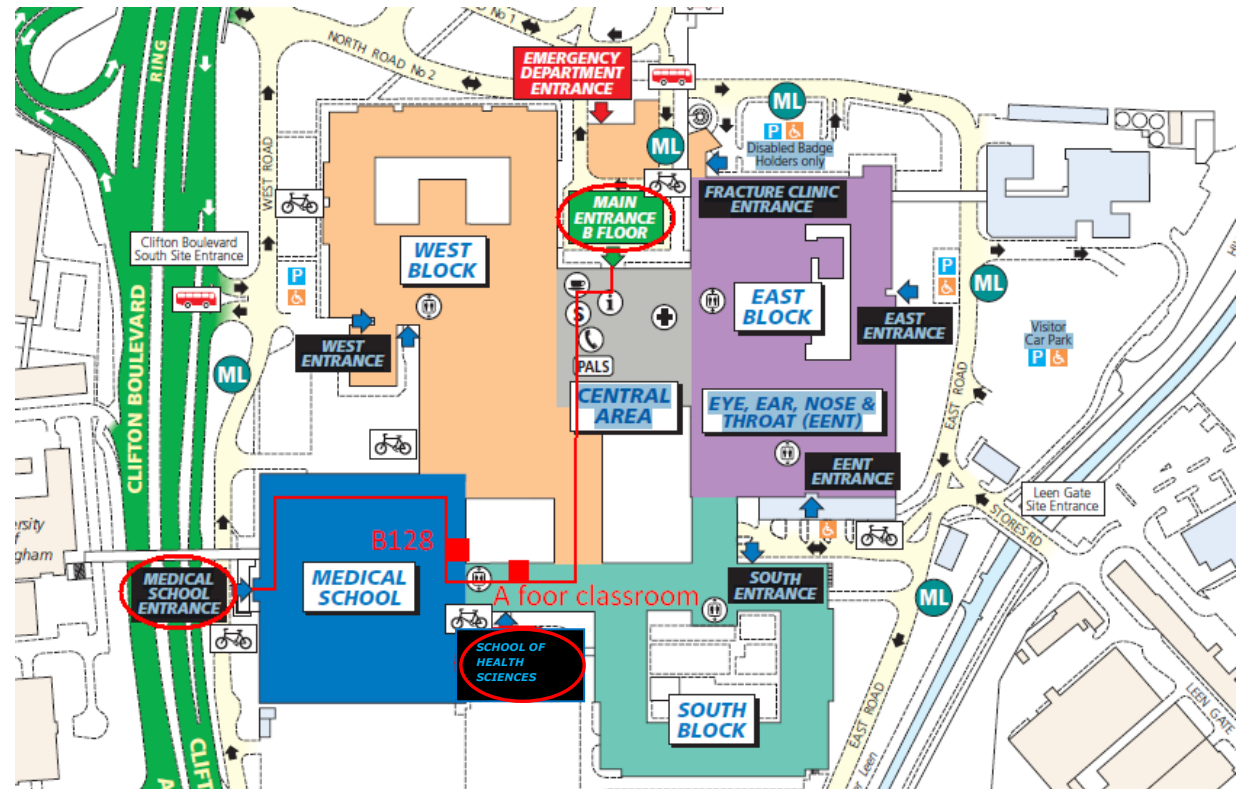 RING
NORTH ROAD No 2
No 1
EMERGENCY
DEPARTMENT
ENTRANCE
ML
P
Disabled Badge
Holders only
ML
WEST ROAD
MAIN
ENTRANCE
B FLOOR
FRACTURE CLINIC
ENTRANCE
Clifton Boulevard
South Site Entrance
WEST
BLOCK
P
i
$
EAST
BLOCK
P
ML
EAST
ENTRANCE
Visitor
Car Park
P
WEST
ENTRANCE
ML
PALS
CENTRAL
AREA
EYE, EAR, NOSE &
THROAT (EENT)
EAST ROAD
CLIFTON BOULEVARD
EENT
ENTRANCE
Leen Gate
Site Entrance
STORES RD
B128
MEDICAL
SCHOOL
ENTRANCE
MEDICAL
SCHOOL
A foor classroom
SOUTH
ENTRANCE
ML
SCHOOL OF
HEALTH
SCIENCES
SOUTH
BLOCK
EAST ROAD
LEEN GATE
Leen
CLIFT
A